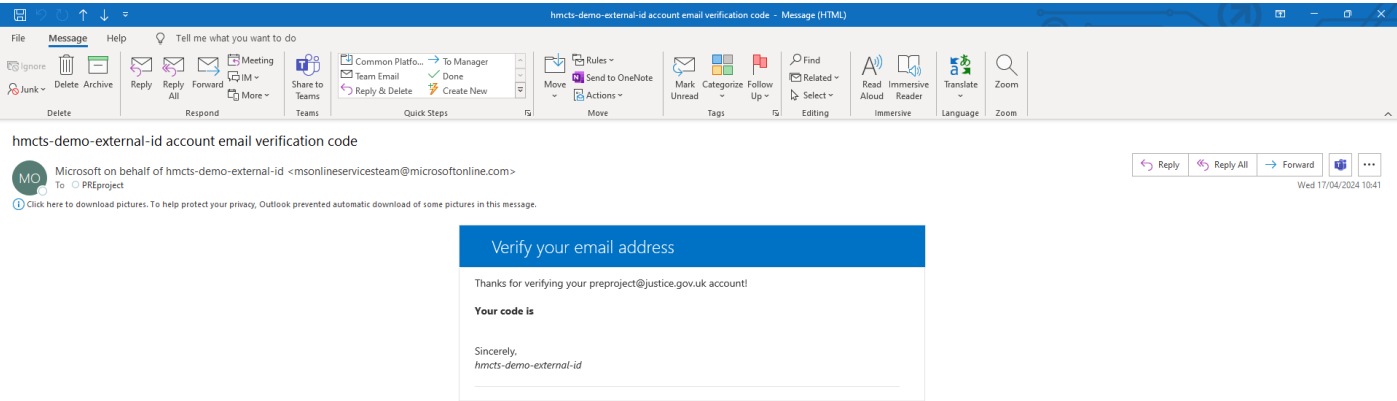 hmcts-demo-external-id account email verification code - Message (HTML)
File Message Help Tell me what you want to do
Ignore
Junk
Delete
Archive
Delete
Reply
Reply All
Forward
Meeting
IM
More
Respond
Share to Teams
Teams
Common Platfo...
Team Email
Reply & Delete
To Manager
Done
Create New
Quick Steps
Move
Rules
Send to OneNote
Actions
Move
Mark Unread
Categorize
Follow Up
Tags
Find
Related
Select
Editing
Read Aloud
Immersive Reader
Immersive
Translate
Language
Zoom
Zoom
hmcts-demo-external-id account email verification code
MO
Microsoft on behalf of hmcts-demo-external-id <msonlineservicesteam@microsoftonline.com>
To PREproject
Reply Reply All Forward
Wed 17/04/2024 10:41
Click here to download pictures. To help protect your privacy, Outlook prevented automatic download of some pictures in this message.
Verify your email address
Thanks for verifying your preproject@justice.gov.uk account!
Your code is
Sincerely,
hmcts-demo-external-id